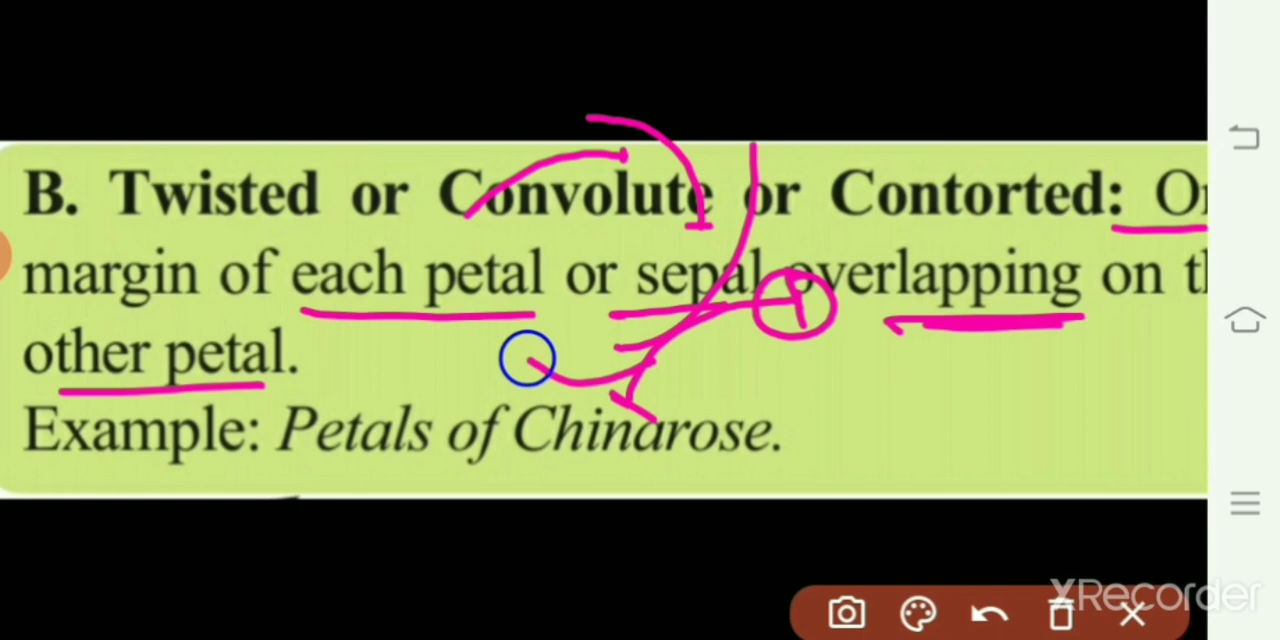 B. Twisted or Convolute or Contorted: On
margin of each petal or sepal overlapping on th
other petal.
Example: Petals of Chinarose.
XRecorder